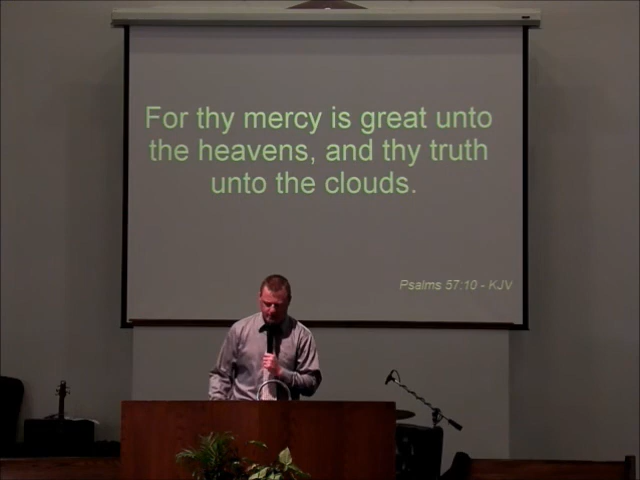 For thy mercy is great unto
the heavens, and thy truth
unto the clouds.
Psalms 57:10 - KJV